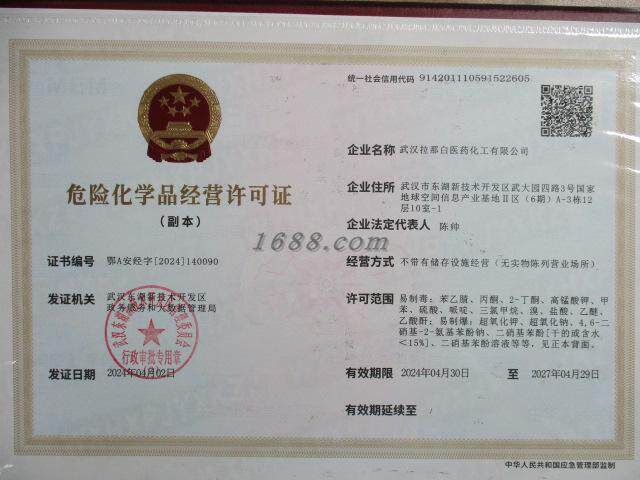 统一社会信用代码 914201110591522605
危险化学品经营许可证
（副本）
证书编号 鄂A安经字[2024]140090
发证机关 武汉东湖新技术开发区
政务服务和大数据管理局
行政审批专用章
发证日期 2024年04月02日
企业名称 武汉拉那白医药化工有限公司
企业住所 武汉市东湖新技术开发区武大园四路3号国家
地球空间信息产业基地II区（6期）A-3栋12
层10室-1
企业法定代表人 陈帅
经营方式 不带有储存设施经营（无实物陈列营业场所）
许可范围 易制毒：苯乙腈、丙酮、2-丁酮、高锰酸钾、甲
苯、硫酸、哌啶、三氯甲烷、溴、盐酸、乙醚、
乙酸酐；易制爆：超氧化钾、超氧化钠、4,6-二
硝基-2-氨基苯酚钠、二硝基苯酚[干的或含水
＜15%]、二硝基苯酚溶液等等，见正本背面。
有效期限 2024年04月30日 至 2027年04月29日
有效期延续至
中华人民共和国应急管理部监制
1688.com